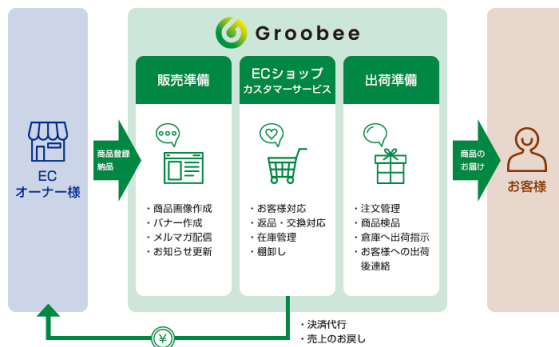 Groobee
EC
オーナー様
商品登録
納品
販売準備
・商品画像作成
・バナー作成
・メルマガ配信
・お知らせ更新
ECショップ
カスタマーサービス
・お客様対応
・返品・交換対応
・在庫管理
・棚卸し
出荷準備
・注文管理
・商品検品
・倉庫へ出荷指示
・お客様への出荷
後連絡
商品の
お届け
お客様
¥
・決済代行
・売上のお戻し